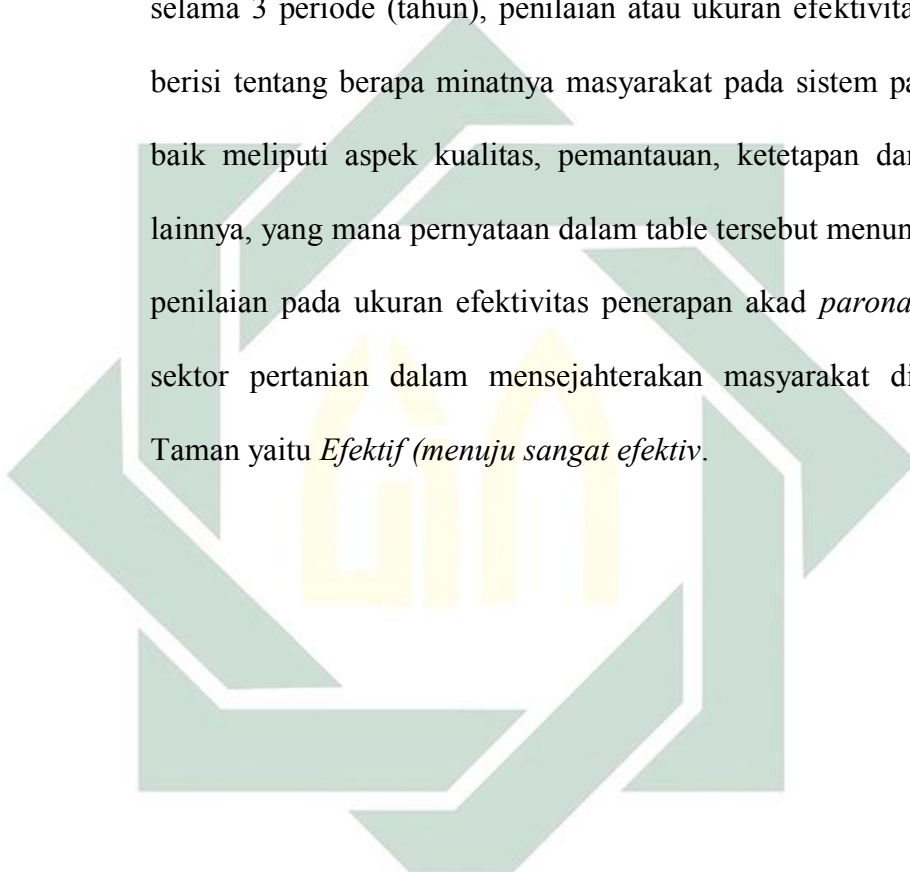 selama 3 periode (tahun), penilaian atau ukuran efektivita
berisi tentang berapa minatnya masyarakat pada sistem pa
baik meliputi aspek kualitas, pemantauan, ketetapan dar
lainnya, yang mana pernyataan dalam table tersebut menun
penilaian pada ukuran efektivitas penerapan akad parona
sektor pertanian dalam mensejahterakan masyarakat di
Taman yaitu Efektif (menuju sangat efektiv.